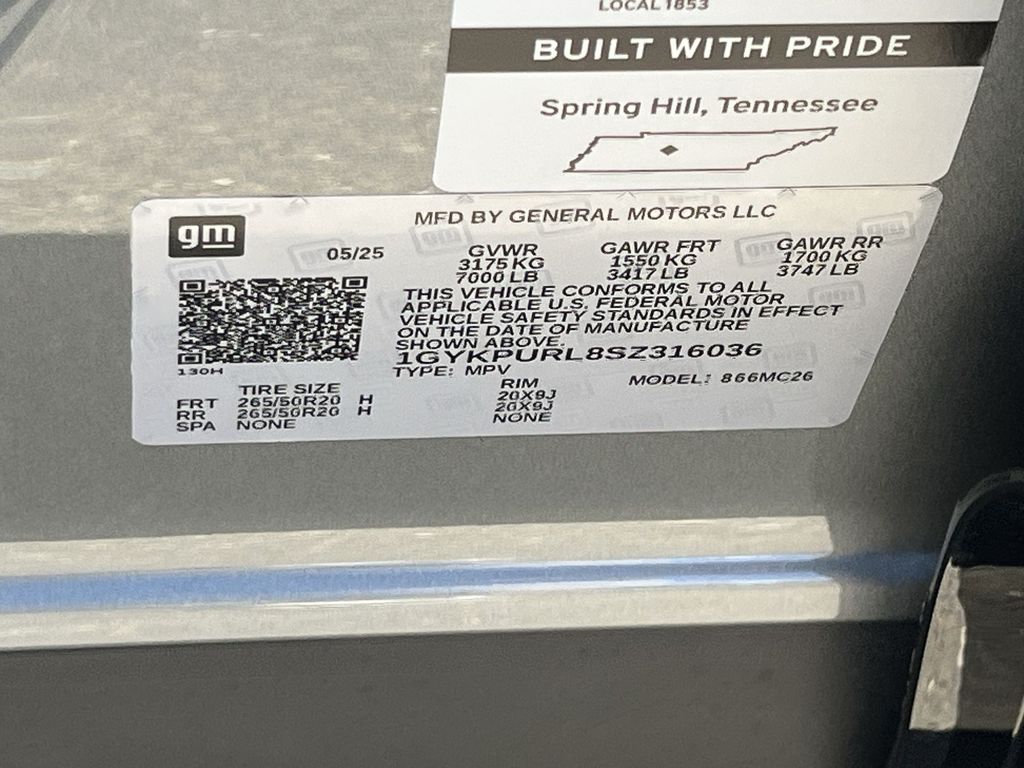 LOCAL 1853
BUILT WITH PRIDE
Spring Hill, Tennessee
gm
MFD BY GENERAL MOTORS LLC
05/25
GVWR GAWR FRT GAWR RR
3175 KG 1550 KG 1700 KG
7000 LB 3417 LB 3747 LB
THIS VEHICLE CONFORMS TO ALL
APPLICABLE U.S. FEDERAL MOTOR
VEHICLE SAFETY STANDARDS IN EFFECT
ON THE DATE OF MANUFACTURE
SHOWN ABOVE.
1GYKPURL8SZ316036
130H
TYPE: MPV MODEL: 866MC26
TIRE SIZE RIM
FRT 265/50R20 H 20X9J
RR 265/50R20 H 20X9J
SPA NONE NONE